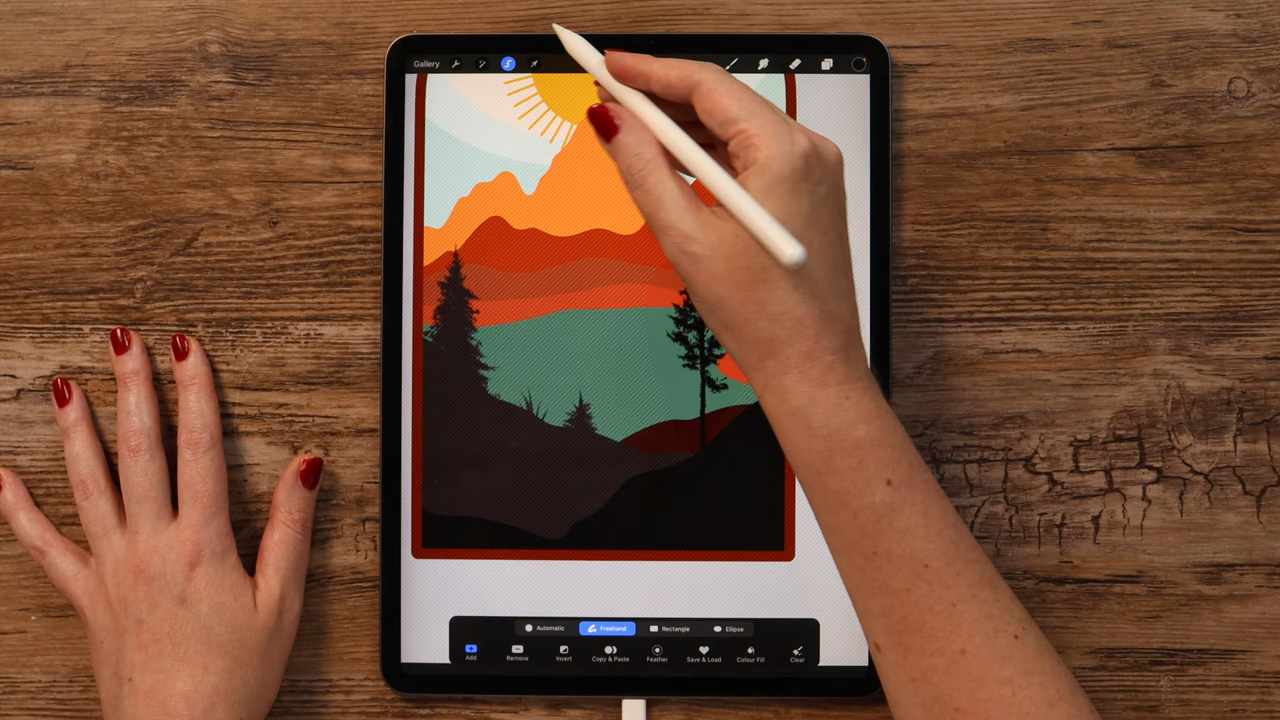 Gallery
Automatic Freehand Rectangle Ellipse
Add Remove Invert Copy & Paste Feather Save & Load Colour Fill Clear